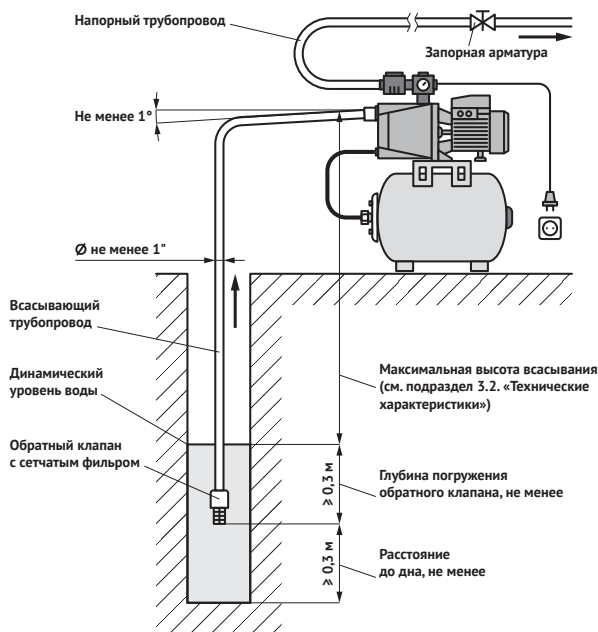 Напорный трубопровод
Запорная арматура
Не менее 1°
Ø не менее 1"
Всасывающий
трубопровод
Динамический
уровень воды
Обратный клапан
с сетчатым фильром
Максимальная высота всасывания
(см. подраздел 3.2. «Технические
характеристики»)
≥ 0,3 м
Глубина погружения
обратного клапана, не менее
≥ 0,3 м
Расстояние
до дна, не менее